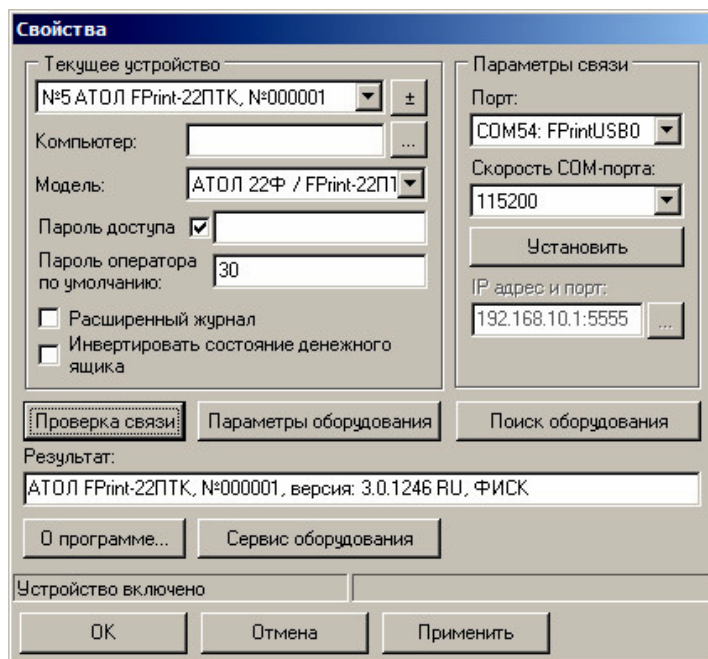 Свойства
Текущее устройство
№5 АТОЛ FPrint-22ПТК, №000001
±
Компьютер:
...
Модель:
АТОЛ 22Ф / FPrint-22ПТ
Пароль доступа
Пароль оператора
по умолчанию:
30
Расширенный журнал
Инвертировать состояние денежного
ящика
Параметры связи
Порт:
COM54: FPrintUSB0
Скорость COM-порта:
115200
Установить
IP адрес и порт:
192.168.10.1:5555
...
Проверка связи
Параметры оборудования
Поиск оборудования
Результат:
АТОЛ FPrint-22ПТК, №000001, версия: 3.0.1246 RU, ФИСК
О программе...
Сервис оборудования
Устройство включено
OK
Отмена
Применить